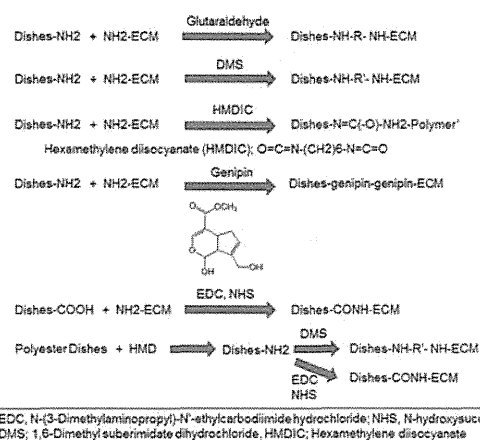 Glutaraldehyde
Dishes-NH2 + NH2-ECM Dishes-NH-R- NH-ECM
DMS
Dishes-NH2 + NH2-ECM Dishes-NH-R'- NH-ECM
HMDIC
Dishes-NH2 + NH2-ECM Dishes-N=C(-O)-NH2-Polymer'
Hexamethylene diisocyanate (HMDIC); O=C=N-(CH2)6-N=C=O
Genipin
Dishes-NH2 + NH2-ECM Dishes-genipin-genipin-ECM
O OCH3
O
OH OH
EDC, NHS
Dishes-COOH + NH2-ECM Dishes-CONH-ECM
DMS
Polyester Dishes + HMD Dishes-NH2 Dishes-NH-R'- NH-ECM
EDC Dishes-CONH-ECM
NHS
EDC, N-(3-Dimethylaminopropyl)-N'-ethylcarbodiimide hydrochloride; NHS, N-hydroxysuc
DMS; 1,6-Dimethyl suberimidate dihydrochloride, HMDIC; Hexamethylene diisocyanate